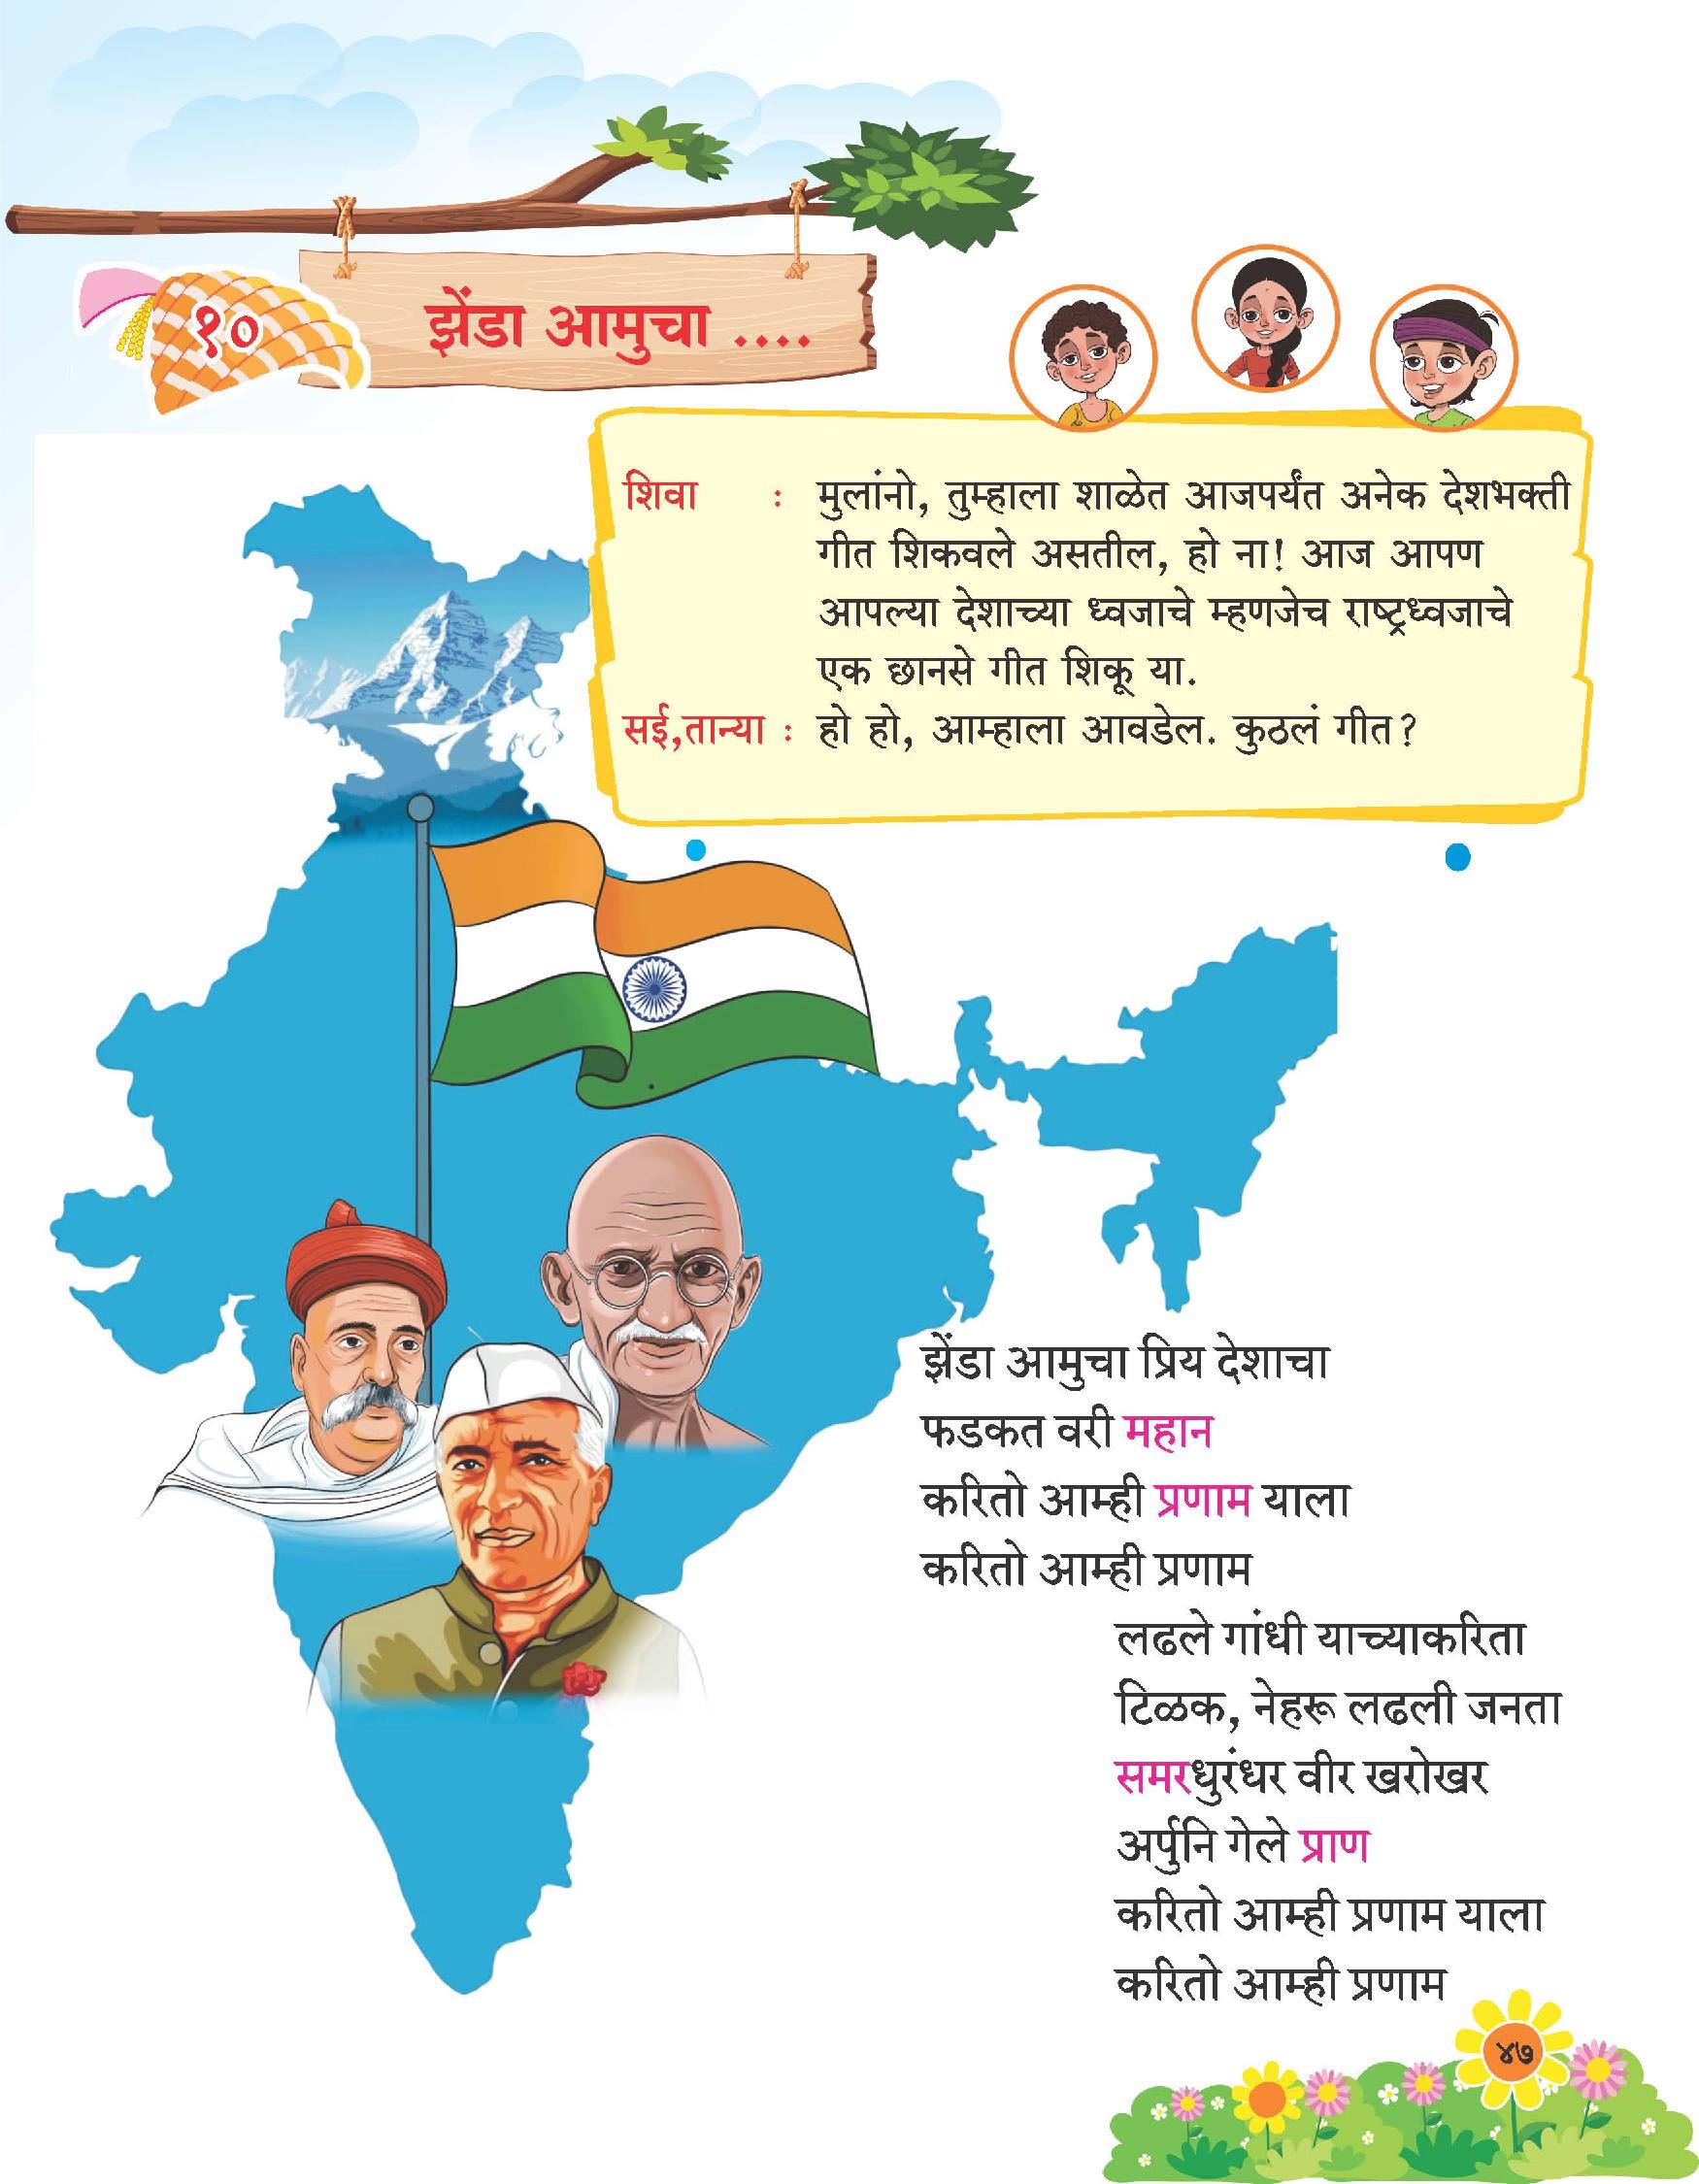 १०
झेंडा आमुचा ....
शिवा : मुलांनो, तुम्हाला शाळेत आजपर्यंत अनेक देशभक्ती
गीत शिकवले असतील, हो ना! आज आपण
आपल्या देशाच्या ध्वजाचे म्हणजेच राष्ट्रध्वजाचे
एक छानसे गीत शिकू या.
सई,तान्या : हो हो, आम्हाला आवडेल. कुठलं गीत?
झेंडा आमुचा प्रिय देशाचा
फडकत वरी महान
करितो आम्ही प्रणाम याला
करितो आम्ही प्रणाम
लढले गांधी याच्याकरिता
टिळक, नेहरू लढली जनता
समरधुरंधर वीर खरोखर
अर्पुनि गेले प्राण
करितो आम्ही प्रणाम याला
करितो आम्ही प्रणाम
४७